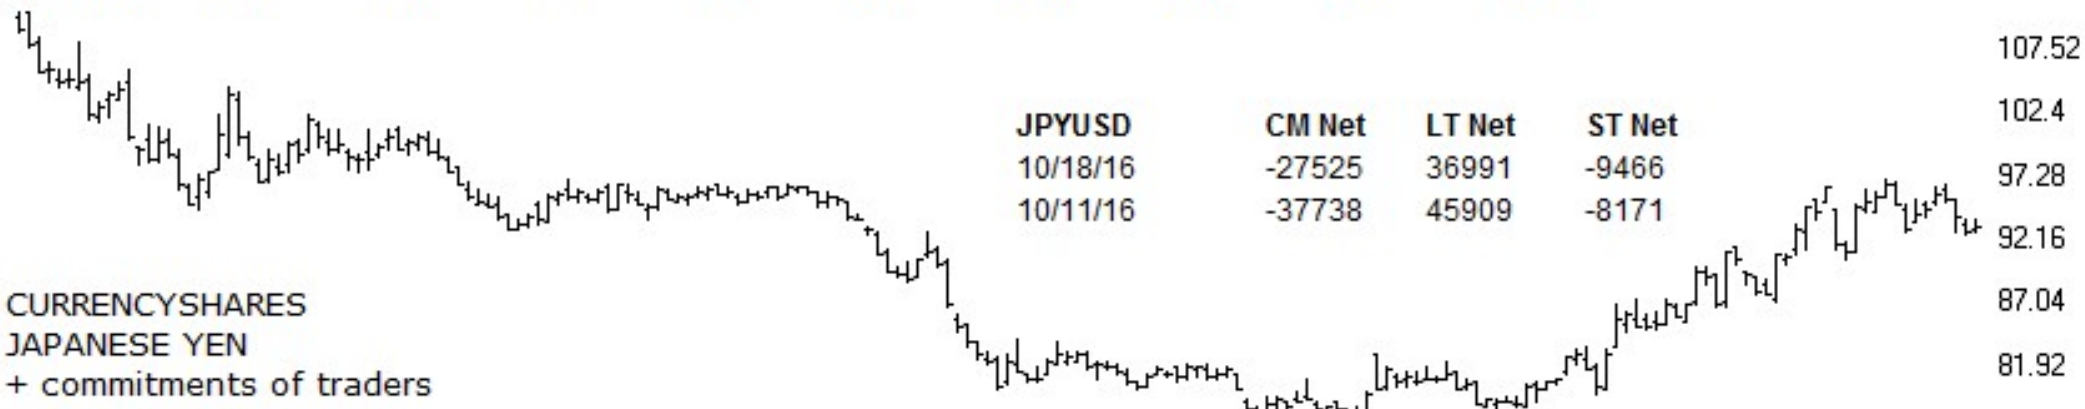 107.52
102.4
JPYUSD CM Net LT Net ST Net
10/18/16 -27525 36991 -9466
97.28
10/11/16 -37738 45909 -8171
92.16
CURRENCYSHARES
87.04
JAPANESE YEN
81.92
+ commitments of traders